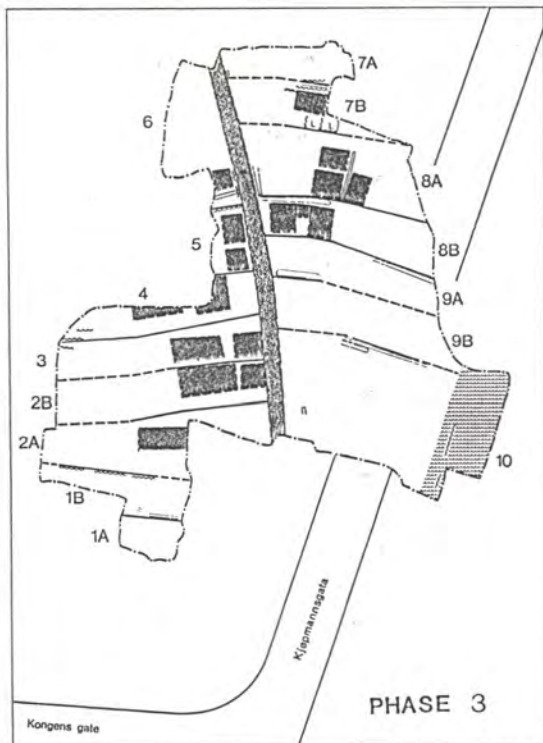 7A
6
7B
8A
5
8B
4
9A
3
9B
2B
2A
10
1B
1A
Kjøpmannsgata
PHASE 3
Kongens gate